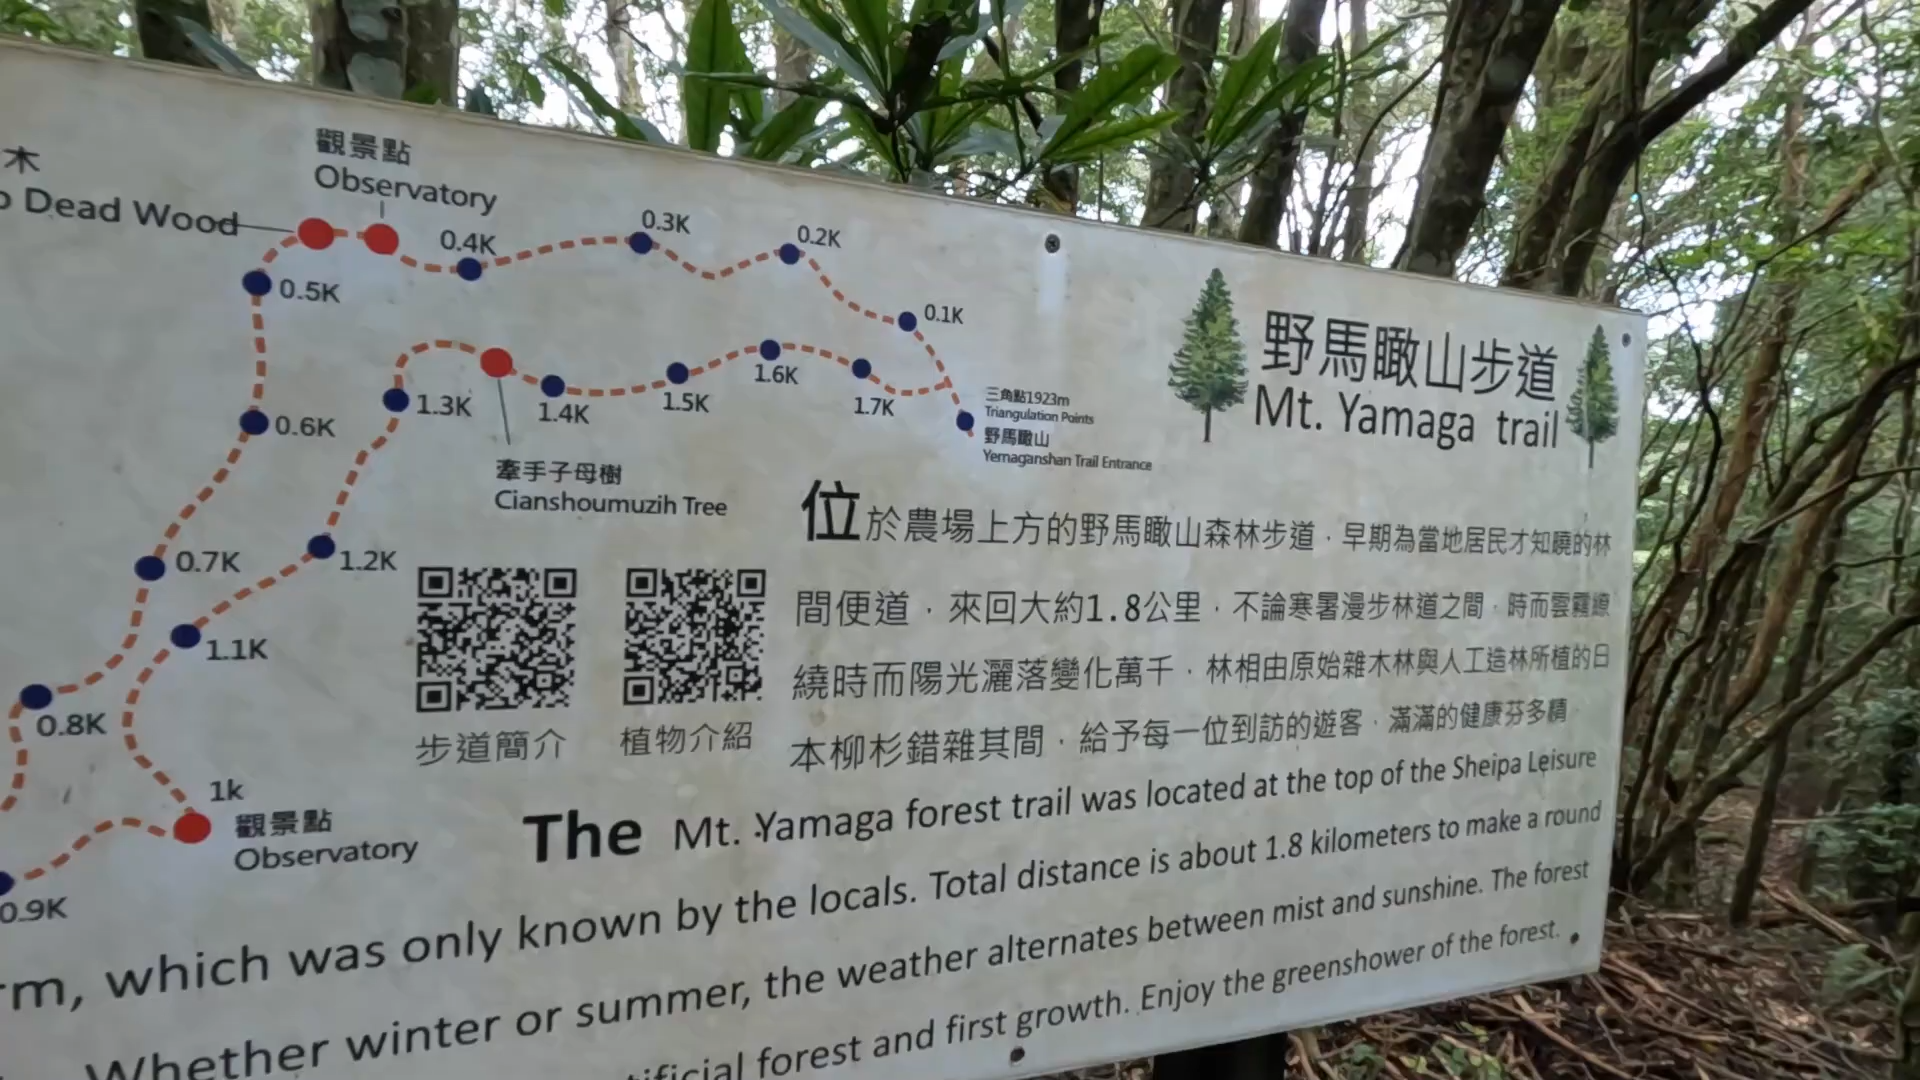 木
Dead Wood
觀景點
Observatory
0.4K
0.3K
0.2K
0.1K
0.5K
0.6K
0.7K
0.8K
0.9K
1k
觀景點
Observatory
1.1K
1.2K
1.3K
牽手子母樹
Cianshoumuzih Tree
1.4K
1.5K
1.6K
1.7K
三角點1923m
Triangulation Points
野馬瞰山
Yemaganshan Trail Entrance
野馬瞰山步道
Mt. Yamaga trail
位於農場上方的野馬瞰山森林步道，早期為當地居民才知曉的林
間便道，來回大約1.8公里，不論寒暑漫步林道之間，時而雲霧繚
繞時而陽光灑落變化萬千，林相由原始雜木林與人工造林所植的日
本柳杉錯雜其間，給予每一位到訪的遊客，滿滿的健康芬多精
步道簡介
植物介紹
The Mt. Yamaga forest trail was located at the top of the Sheipa Leisure
rm, which was only known by the locals. Total distance is about 1.8 kilometers to make a round
Whether winter or summer, the weather alternates between mist and sunshine. The forest
ificial forest and first growth. Enjoy the greenshower of the forest.